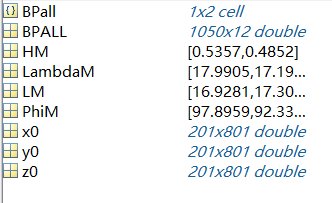 BPall 1x2 cell
BPALL 1050x12 double
HM [0.5357,0.4852]
LambdaM [17.9905,17.19...
LM [16.9281,17.30...
PhiM [97.8959,92.33...
x0 201x801 double
y0 201x801 double
z0 201x801 double